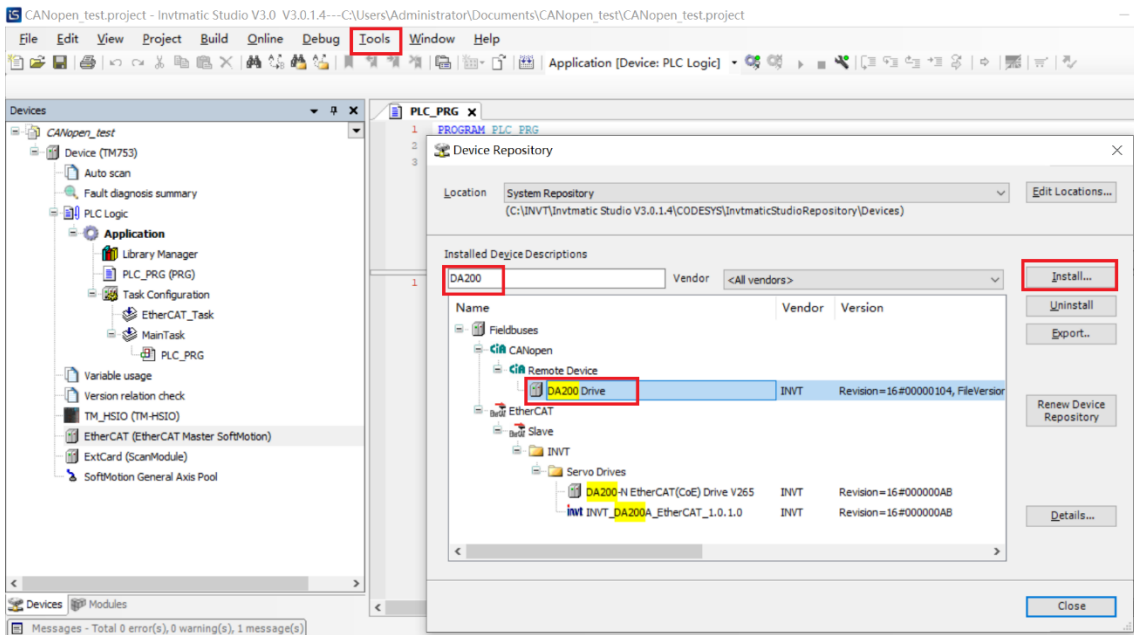 CANopen_test.project - Invtmatic Studio V3.0 V3.0.1.4---C:\Users\Administrator\Documents\CANopen_test\CANopen_test.project
File Edit View Project Build Online Debug Tools Window Help
Application [Device: PLC Logic]
Devices
CANopen_test
Device (TM753)
Auto scan
Fault diagnosis summary
PLC Logic
Application
Library Manager
PLC_PRG (PRG)
Task Configuration
EtherCAT_Task
MainTask
PLC_PRG
Variable usage
Version relation check
TM_HSIO (TM-HSIO)
EtherCAT (EtherCAT Master SoftMotion)
ExtCard (ScanModule)
SoftMotion General Axis Pool
Devices Modules
Messages - Total 0 error(s), 0 warning(s), 1 message(s)
PLC_PRG
1 PROGRAM PLC_PRG
2
3
1
Device Repository
Location System Repository Edit Locations...
(C:\INVT\Invtmatic Studio V3.0.1.4\CODESYS\InvtmaticStudioRepository\Devices)
Installed Device Descriptions
DA200 Vendor <All vendors> Install...
Name Vendor Version
Uninstall
Fieldbuses
Export..
CiA CANopen
CiA Remote Device
DA200 Drive INVT Revision=16#00000104, FileVersion
EtherCAT
Renew Device Repository
Slave
INVT
Servo Drives
DA200-N EtherCAT(CoE) Drive V265 INVT Revision=16#000000AB
invt INVT_DA200A_EtherCAT_1.0.1.0 INVT Revision=16#000000AB
Details...
Close